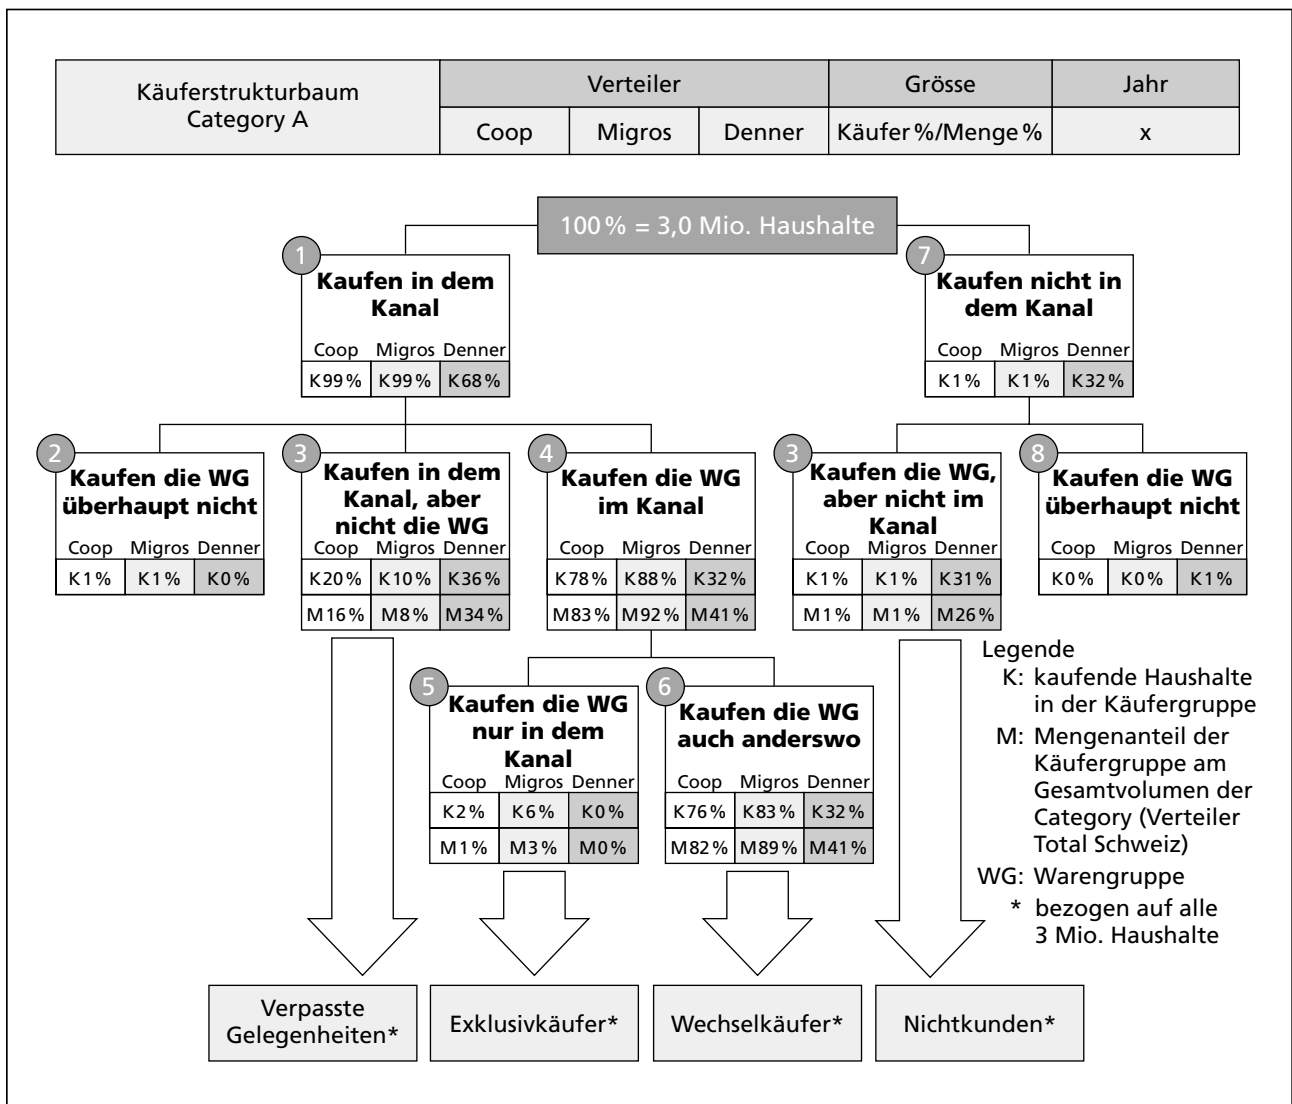 Käuferstrukturbaum
Category A
Verteiler
Grösse
Jahr
Coop
Migros
Denner
Käufer %/Menge %
x
100 % = 3,0 Mio. Haushalte
1
Kaufen in dem
Kanal
Coop Migros Denner
K99 % K99 % K68 %
7
Kaufen nicht in
dem Kanal
Coop Migros Denner
K1 % K1 % K32 %
2
Kaufen die WG
überhaupt nicht
Coop Migros Denner
K1 % K1 % K0 %
3
Kaufen in dem
Kanal, aber
nicht die WG
Coop Migros Denner
K20 % K10 % K36 %
M16 % M8 % M34 %
4
Kaufen die WG
im Kanal
Coop Migros Denner
K78 % K88 % K32 %
M83 % M92 % M41 %
3
Kaufen die WG,
aber nicht im
Kanal
Coop Migros Denner
K1 % K1 % K31 %
M1 % M1 % M26 %
8
Kaufen die WG
überhaupt nicht
Coop Migros Denner
K0 % K0 % K1 %
5
Kaufen die WG
nur in dem
Kanal
Coop Migros Denner
K2 % K6 % K0 %
M1 % M3 % M0 %
6
Kaufen die WG
auch anderswo
Coop Migros Denner
K76 % K83 % K32 %
M82 % M89 % M41 %
Legende
K: kaufende Haushalte
in der Käufergruppe
M: Mengenanteil der
Käufergruppe am
Gesamtvolumen der
Category (Verteiler
Total Schweiz)
WG: Warengruppe
* bezogen auf alle
3 Mio. Haushalte
Verpasste
Gelegenheiten*
Exklusivkäufer*
Wechselkäufer*
Nichtkunden*